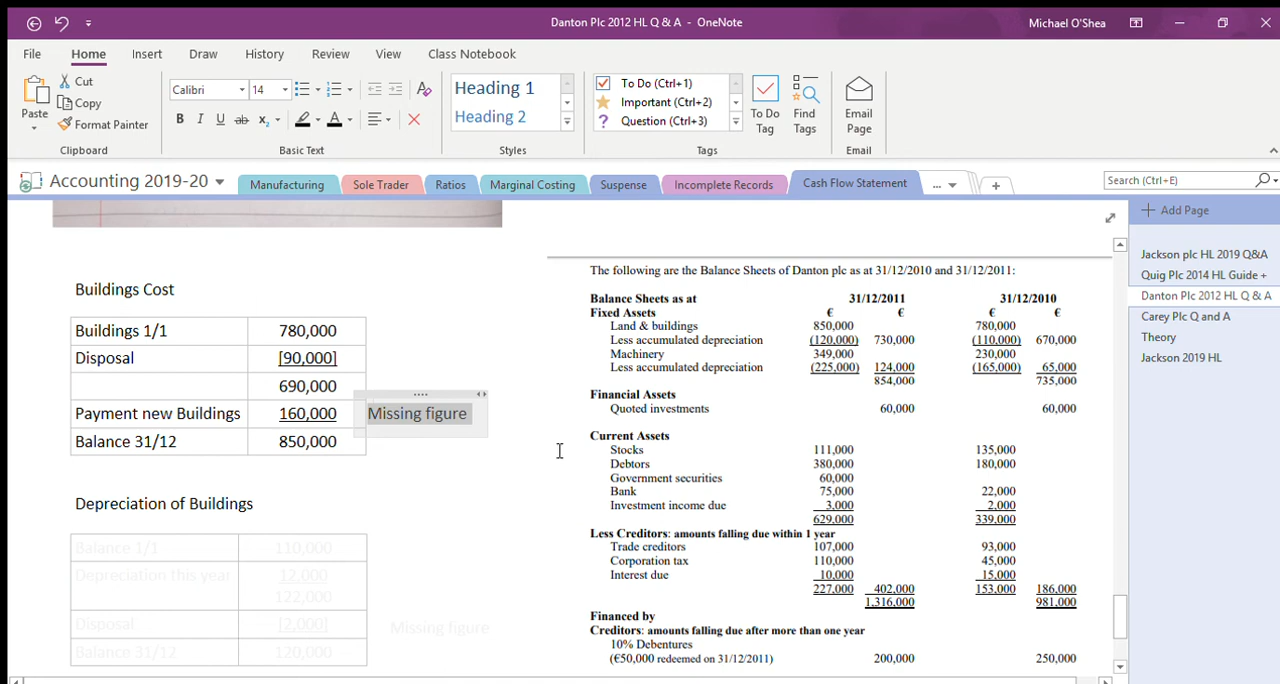 Danton Plc 2012 HL Q & A - OneNote
Michael O'Shea
File Home Insert Draw History Review View Class Notebook
Paste
Cut
Copy
Format Painter
Clipboard
Calibri 14
B I U ab x₂ A
Basic Text
Heading 1
Heading 2
Styles
To Do (Ctrl+1)
Important (Ctrl+2)
? Question (Ctrl+3)
To Do Tag
Find Tags
Tags
Email Page
Email
Accounting 2019-20
Manufacturing Sole Trader Ratios Marginal Costing Suspense Incomplete Records Cash Flow Statement ... +
Search (Ctrl+E)
Add Page
Jackson plc HL 2019 Q&A
Quig Plc 2014 HL Guide +
Danton Plc 2012 HL Q & A
Carey Plc Q and A
Theory
Jackson 2019 HL
Buildings Cost
Buildings 1/1 780,000
Disposal [90,000]
690,000
Payment new Buildings 160,000 Missing figure
Balance 31/12 850,000
Depreciation of Buildings
Balance 1/1 110,000
Depreciation this year 12,000
122,000
Disposal [2,000] Missing figure
Balance 31/12 120,000
The following are the Balance Sheets of Danton plc as at 31/12/2010 and 31/12/2011:
Balance Sheets as at 31/12/2011 31/12/2010
Fixed Assets € € € €
Land & buildings 850,000 780,000
Less accumulated depreciation (120,000) 730,000 (110,000) 670,000
Machinery 349,000 230,000
Less accumulated depreciation (225,000) 124,000 (165,000) 65,000
854,000 735,000
Financial Assets
Quoted investments 60,000 60,000
Current Assets
Stocks 111,000 135,000
Debtors 380,000 180,000
Government securities 60,000
Bank 75,000 22,000
Investment income due 3,000 2,000
629,000 339,000
Less Creditors: amounts falling due within 1 year
Trade creditors 107,000 93,000
Corporation tax 110,000 45,000
Interest due 10,000 15,000
227,000 402,000 153,000 186,000
1,316,000 981,000
Financed by
Creditors: amounts falling due after more than one year
10% Debentures
(€50,000 redeemed on 31/12/2011) 200,000 250,000